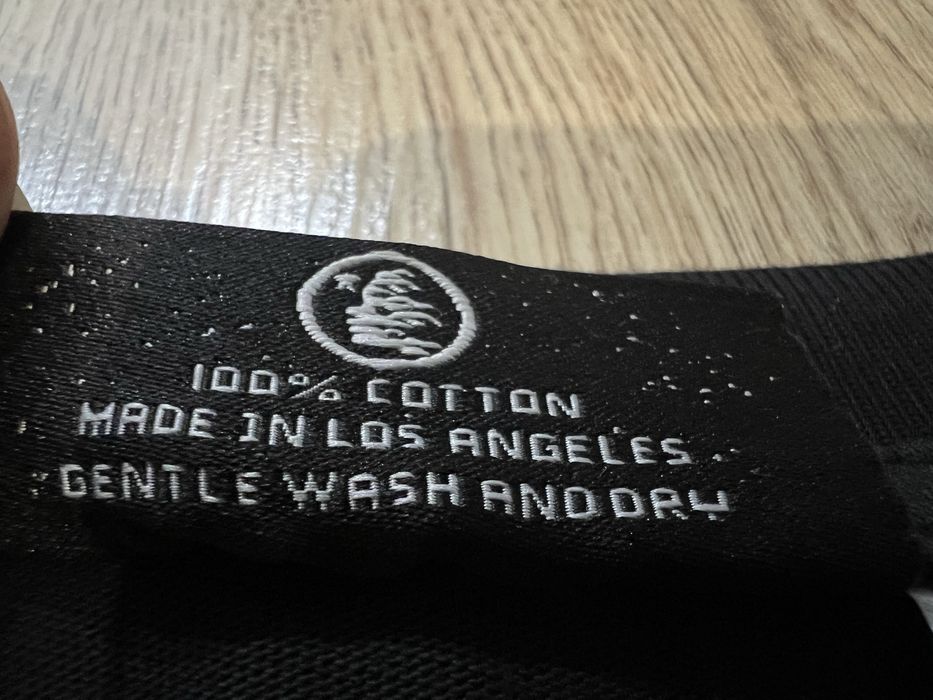 100% COTTON
MADE IN LOS ANGELES
GENTLE WASH AND DRY